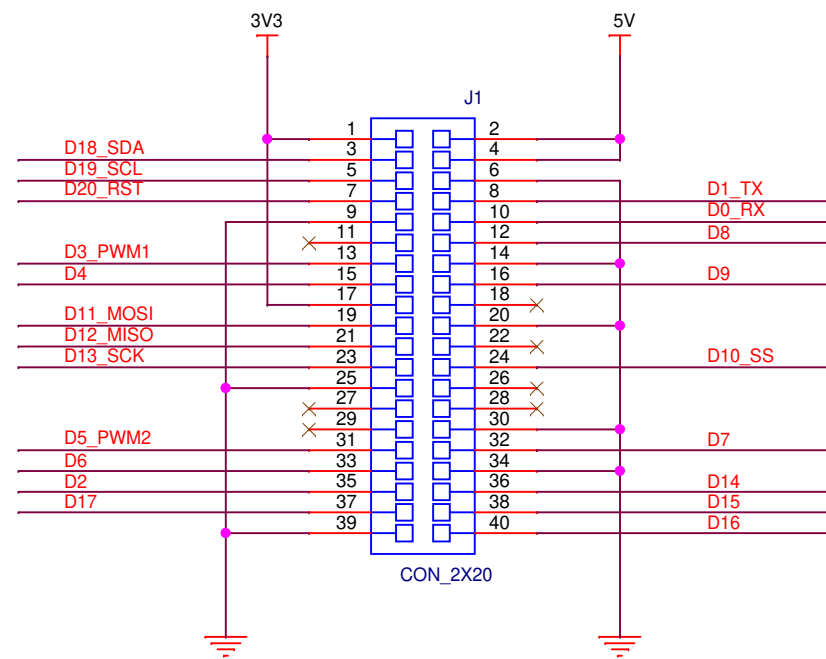 3V3 5V
J1
1 2
D18_SDA 3 4
D19_SCL 5 6
D20_RST 7 8 D1_TX
9 10 D0_RX
11 12 D8
D3_PWM1 13 14
D4 15 16 D9
17 18
D11_MOSI 19 20
D12_MISO 21 22
D13_SCK 23 24 D10_SS
25 26
27 28
29 30
D5_PWM2 31 32 D7
D6 33 34
D2 35 36 D14
D17 37 38 D15
39 40 D16
CON_2X20